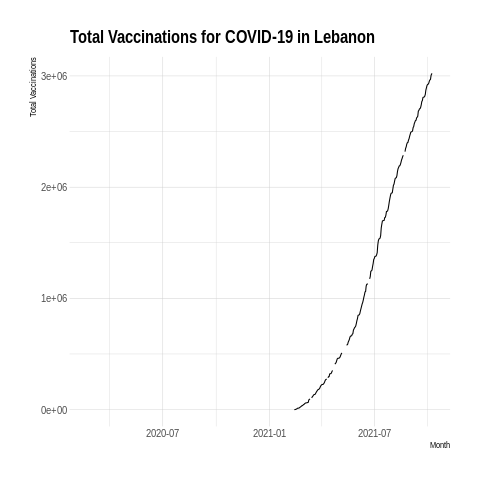 Total Vaccinations for COVID-19 in Lebanon
Total Vaccinations
3e+06
2e+06
1e+06
0e+00
2020-07
2021-01
2021-07
Month